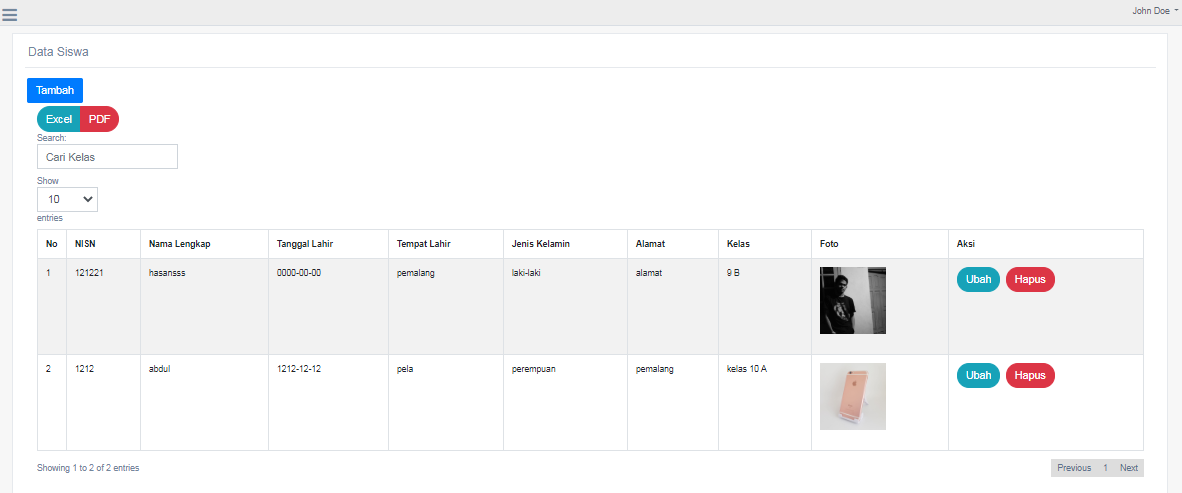 John Doe
Data Siswa
Tambah
Excel PDF
Search:
Cari Kelas
Show
10
entries
No NISN Nama Lengkap Tanggal Lahir Tempat Lahir Jenis Kelamin Alamat Kelas Foto Aksi
1 121221 hasansss 0000-00-00 pemalang laki-laki alamat 9 B Ubah Hapus
2 1212 abdul 1212-12-12 pela perempuan pemalang kelas 10 A Ubah Hapus
Showing 1 to 2 of 2 entries Previous 1 Next